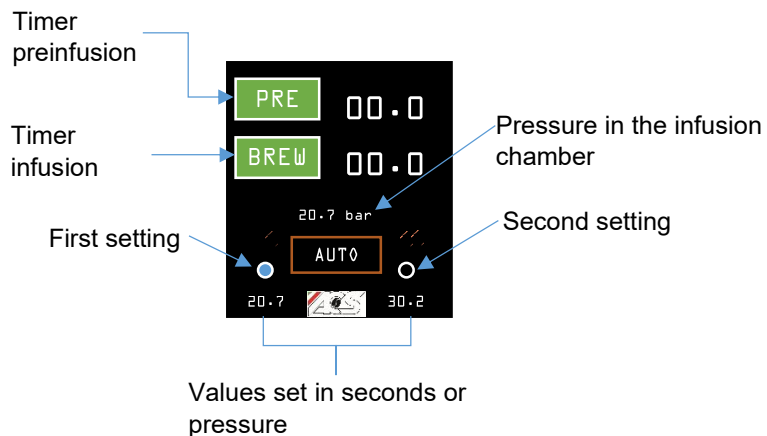 Timer
preinfusion
PRE 00.0
Timer
infusion
BREW 00.0
Pressure in the infusion
chamber
20.7 bar
First setting
Second setting
AUTO
20.7 30.2
Values set in seconds or
pressure